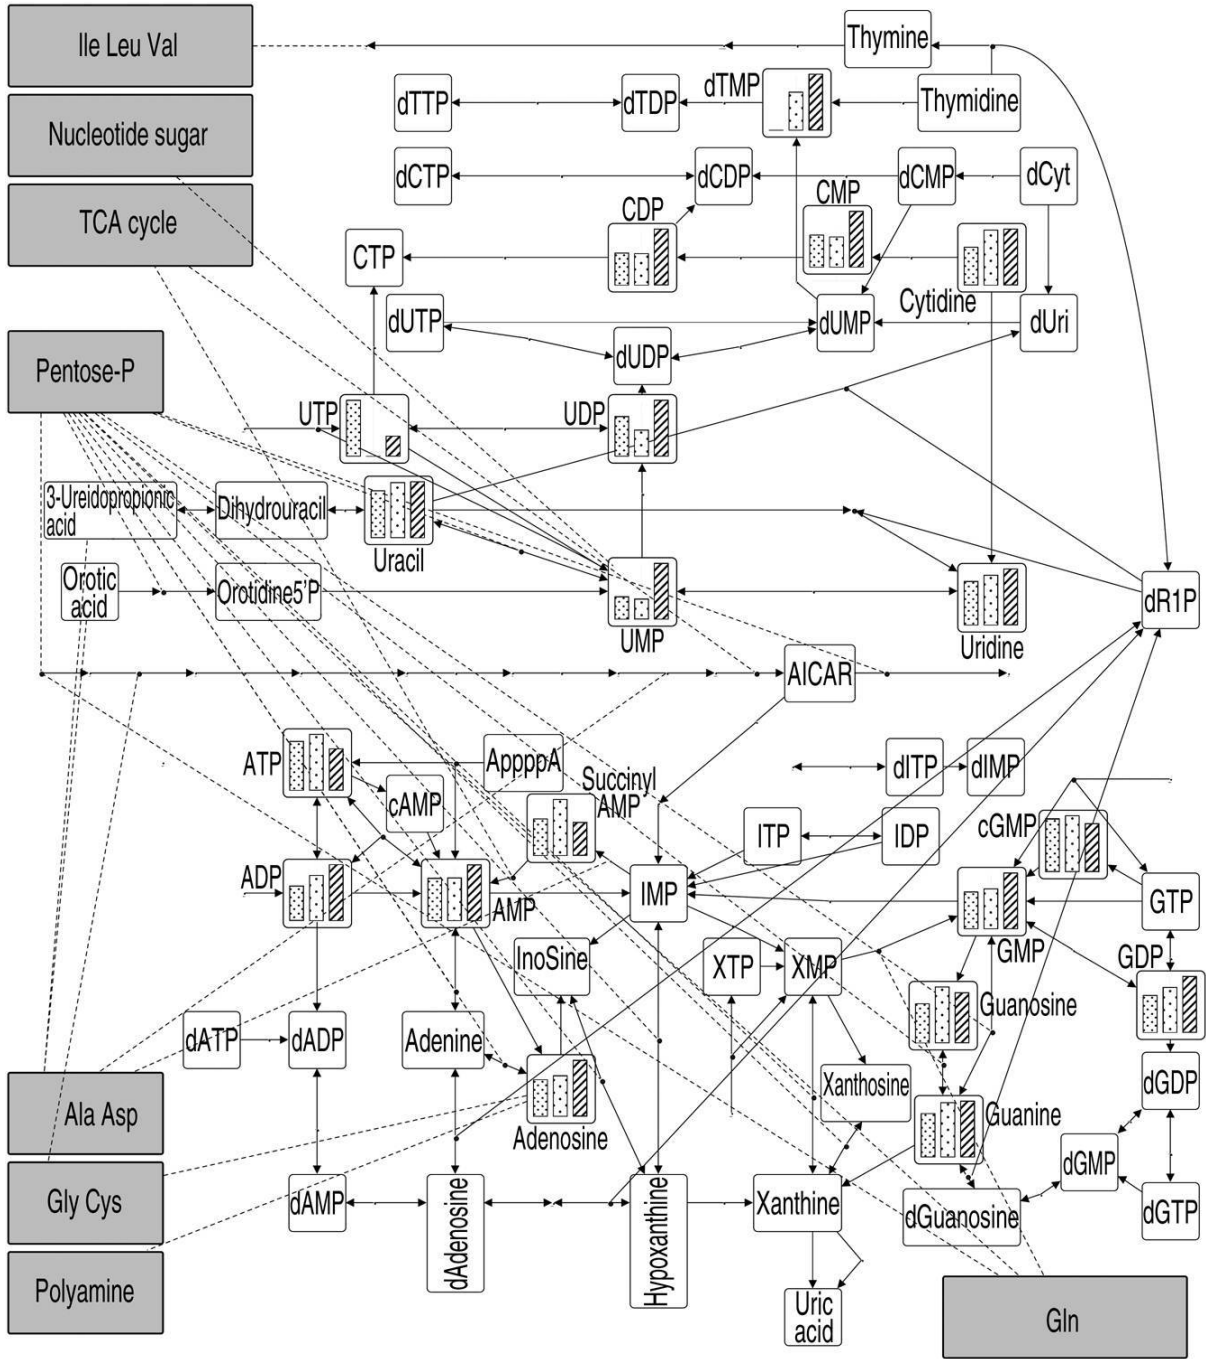 Ile Leu Val
Thymine
Nucleotide sugar
dTTP
dTDP
dTMP
Thymidine
TCA cycle
dCTP
dCDP
dCMP
dCyt
CDP
CMP
CTP
Cytidine
dUTP
dUMP
dUri
dUDP
Pentose-P
UTP
UDP
3-Ureidopropionic
acid
Dihydrouracil
Uracil
Orotic
acid
Orotidine5'P
UMP
Uridine
dR1P
AICAR
ATP
AppppA
cAMP
Succinyl
AMP
dITP
dIMP
ITP
IDP
cGMP
ADP
AMP
IMP
GMP
GTP
InoSine
XTP
XMP
GDP
Guanosine
dATP
dADP
Adenine
Adenosine
Xanthosine
dGDP
Ala Asp
Guanine
dGMP
Gly Cys
dAMP
dAdenosine
Hypoxanthine
Xanthine
dGuanosine
dGTP
Polyamine
Uric
acid
Gln